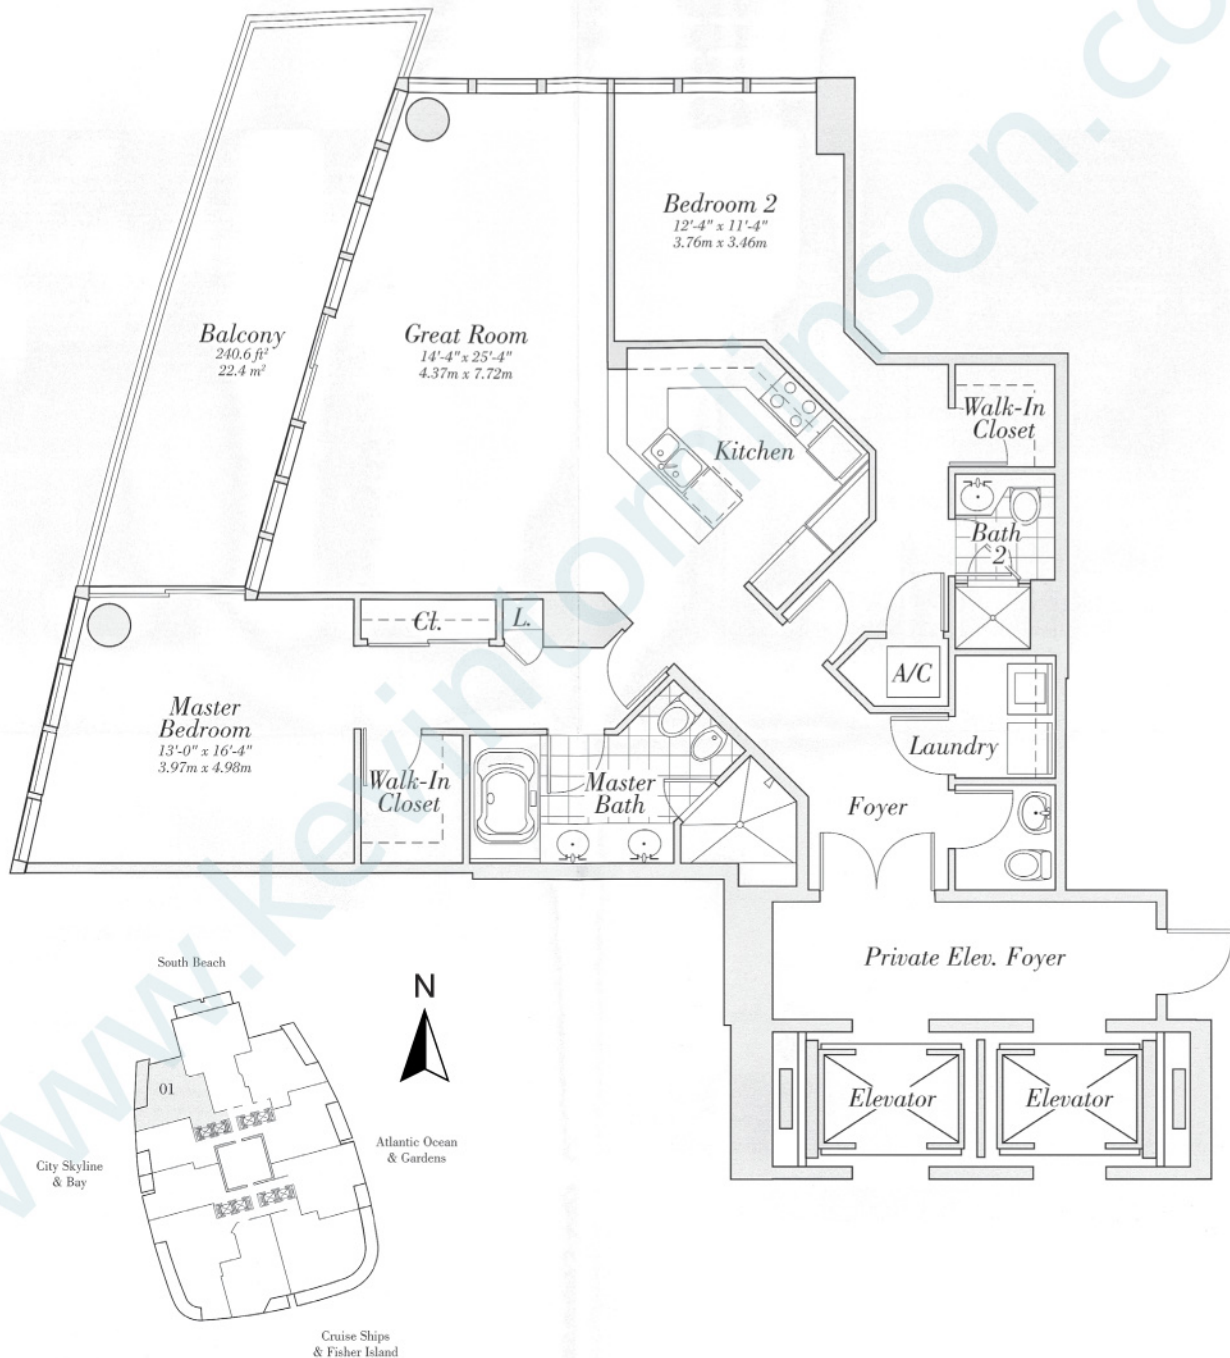 Bedroom 2
12'-4" x 11'-4"
3.76m x 3.46m
Balcony
240.6 ft²
22.4 m²
Great Room
14'-4" x 25'-4"
4.37m x 7.72m
Walk-In
Closet
Kitchen
Bath
2
Cl.
L.
A/C
Master
Bedroom
13'-0" x 16'-4"
3.97m x 4.98m
Laundry
Walk-In
Closet
Master
Bath
Foyer
Private Elev. Foyer
Elevator
Elevator
South Beach
N
01
Atlantic Ocean
& Gardens
City Skyline
& Bay
Cruise Ships
& Fisher Island
www.kevintomlinson.co